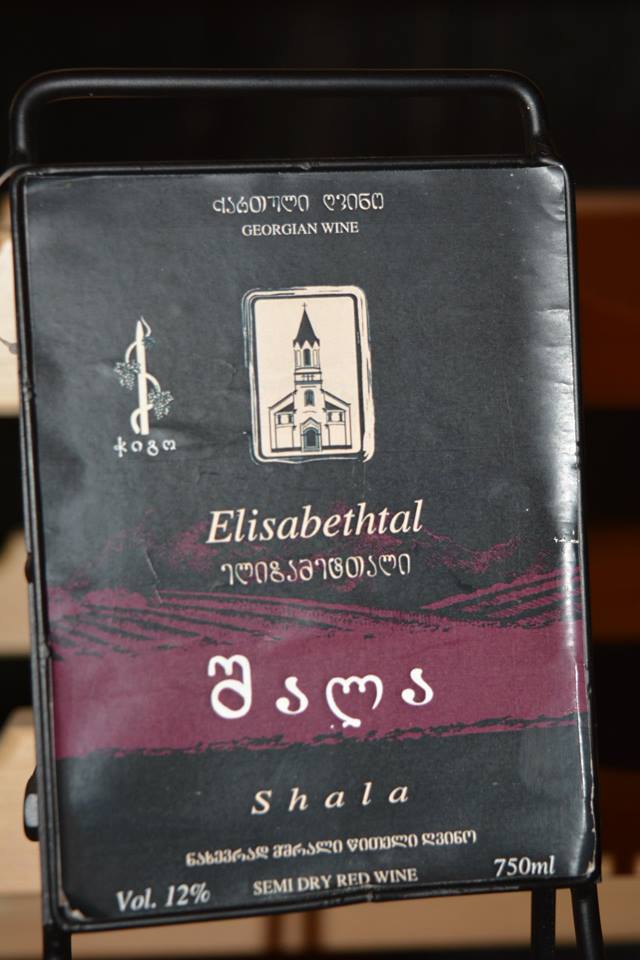 ქართული ღვინო
GEORGIAN WINE
ჭიგო
Elisabethtal
ელიზაბეტთალი
შალა
Shala
ნახევრად მშრალი წითელი ღვინო
Vol. 12% SEMI DRY RED WINE 750ml